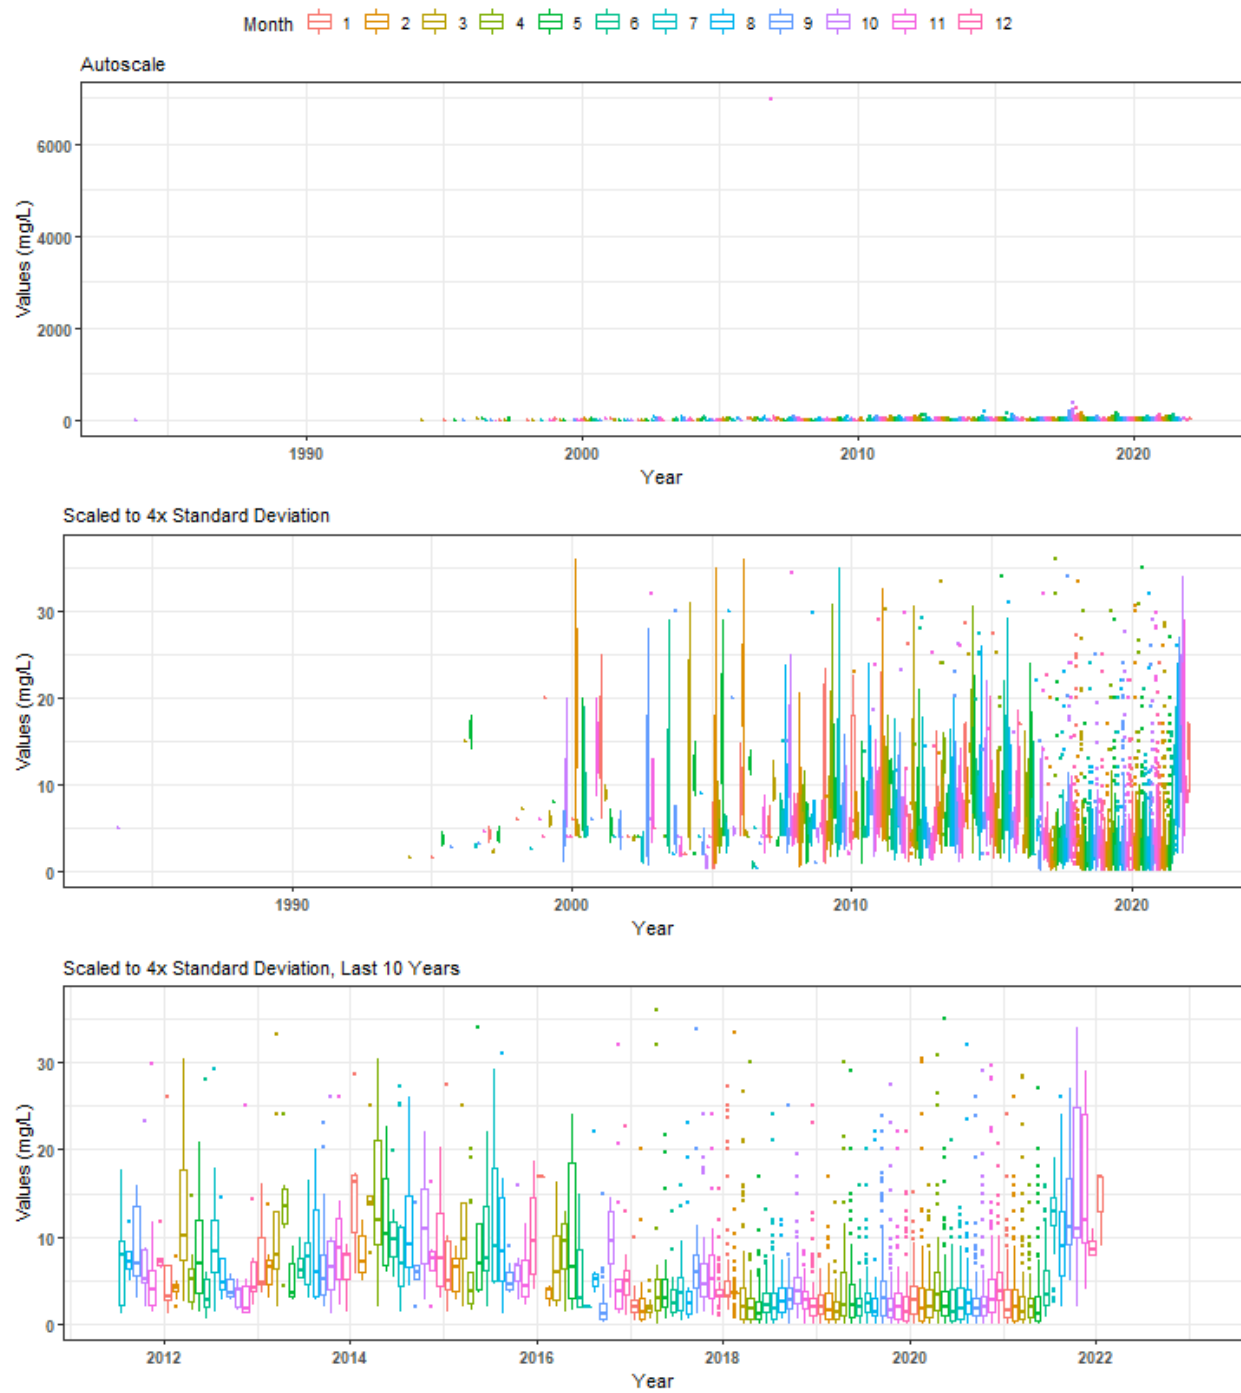 Month 1 2 3 4 5 6 7 8 9 10 11 12
Autoscale
Values (mg/L)
6000
4000
2000
0
1990 2000 2010 2020
Year
Scaled to 4x Standard Deviation
Values (mg/L)
30
20
10
0
1990 2000 2010 2020
Year
Scaled to 4x Standard Deviation, Last 10 Years
Values (mg/L)
30
20
10
0
2012 2014 2016 2018 2020 2022
Year